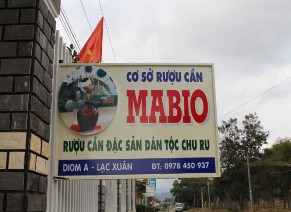 CƠ SỞ RƯỢU CẦN
MABIO
RƯỢU CẦN ĐẶC SẢN DÂN TỘC CHU RU
DIOM A - LẠC XUÂN ĐT: 0978 450 937